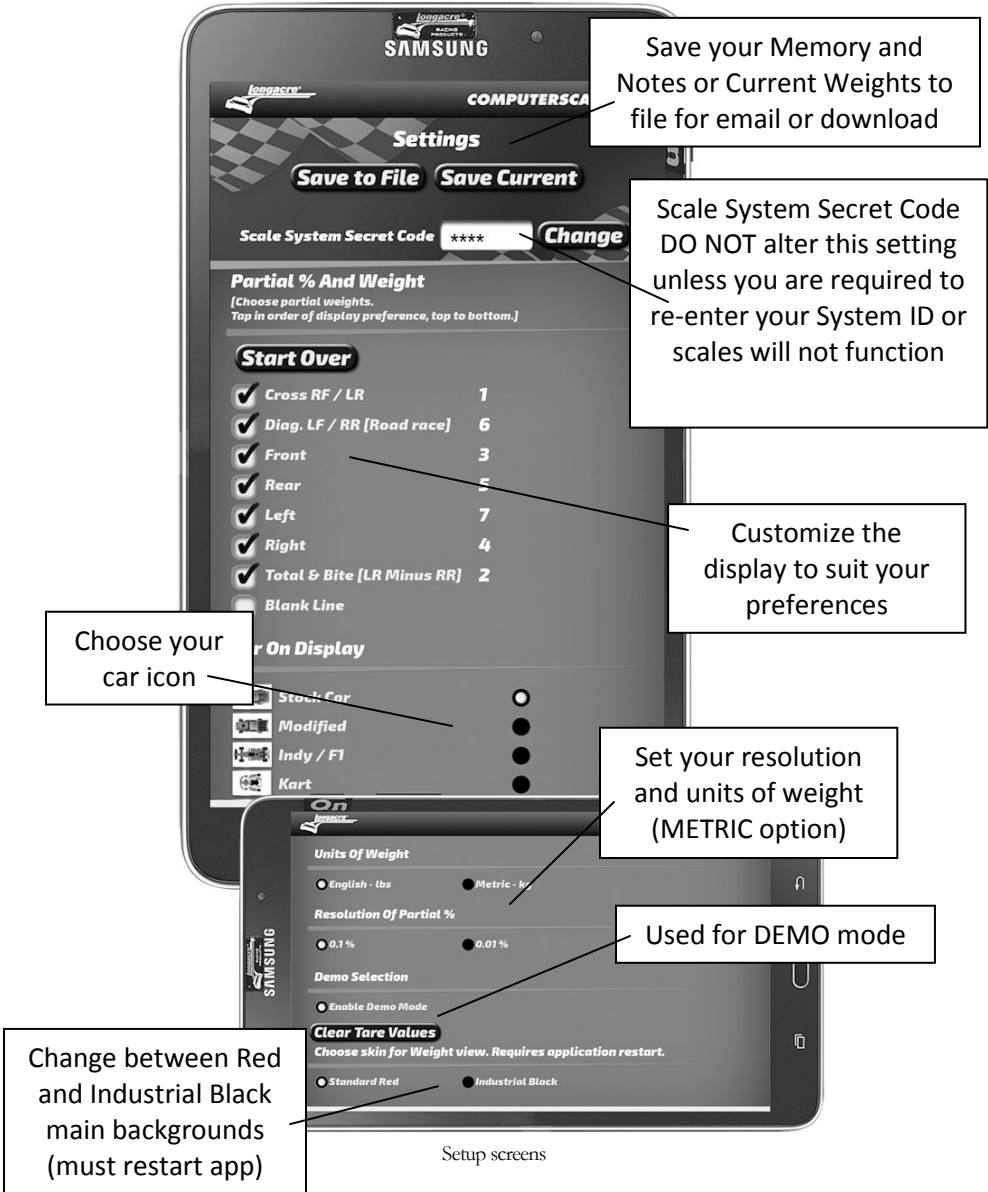 Longacre®
RACING
PRODUCTS
SAMSUNG
Save your Memory and
Notes or Current Weights to
file for email or download
Longacre®
COMPUTERSCA
Settings
Save to File
Save Current
Scale System Secret Code
****
Change
Scale System Secret Code
DO NOT alter this setting
unless you are required to
re-enter your System ID or
scales will not function
Partial % And Weight
[Choose partial weights.
Tap in order of display preference, top to bottom.]
Start Over
Cross RF / LR 1
Diag. LF / RR [Road race] 6
Front 3
Rear 5
Left 7
Right 4
Total & Bite [LR Minus RR] 2
Blank Line
Customize the
display to suit your
preferences
Choose your
car icon
r On Display
Stock Car
Modified
Indy / F1
Kart
Set your resolution
and units of weight
(METRIC option)
On
Longacre®
Units Of Weight
English - lbs
Metric - kg
Resolution Of Partial %
0.1 %
0.01 %
Used for DEMO mode
SAMSUNG
Demo Selection
Enable Demo Mode
Clear Tare Values
Choose skin for Weight view. Requires application restart.
Standard Red
Industrial Black
Change between Red
and Industrial Black
main backgrounds
(must restart app)
Setup screens